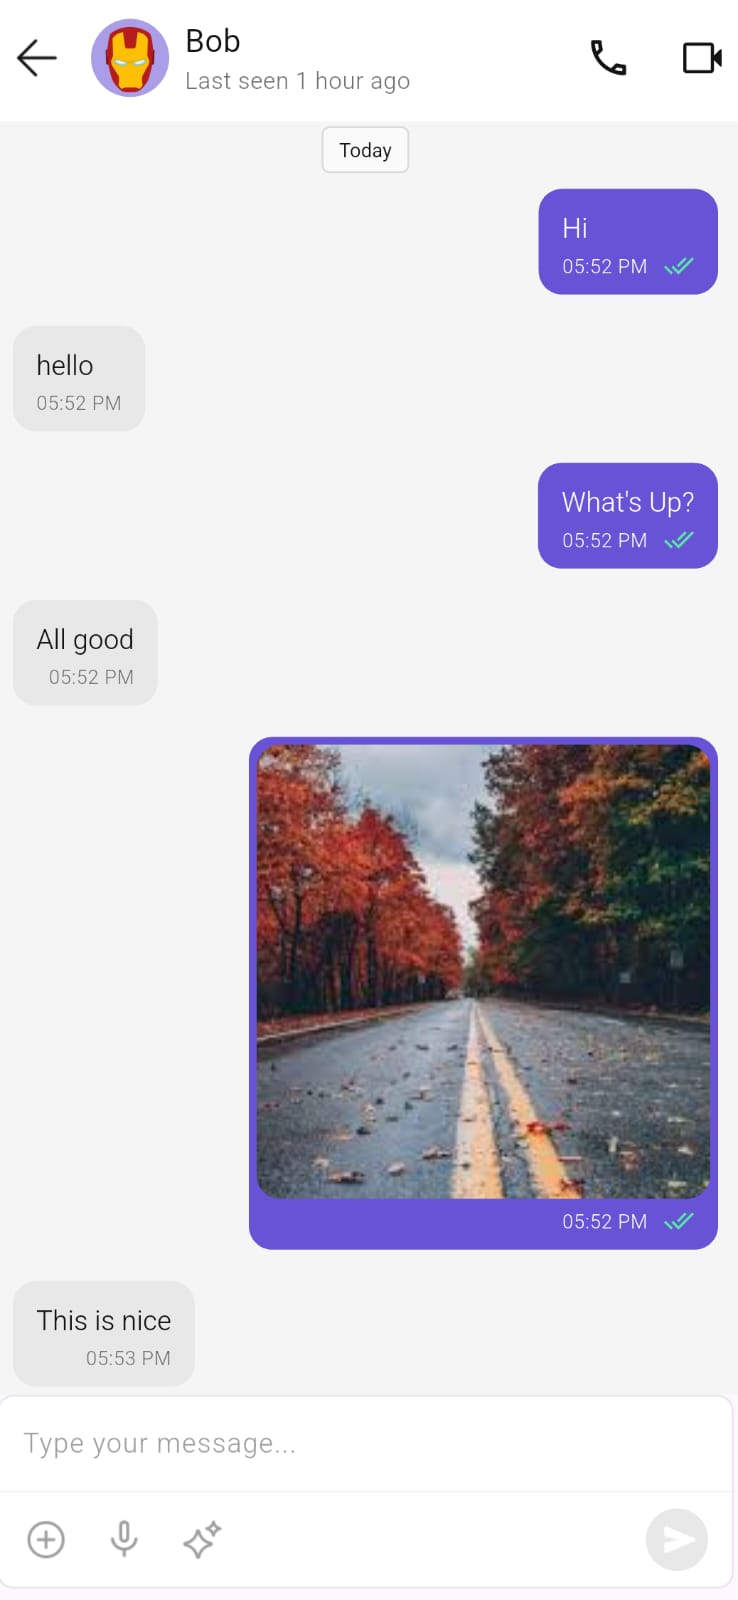 Bob
Last seen 1 hour ago
Today
Hi
05:52 PM
hello
05:52 PM
What's Up?
05:52 PM
All good
05:52 PM
05:52 PM
This is nice
05:53 PM
Type your message...